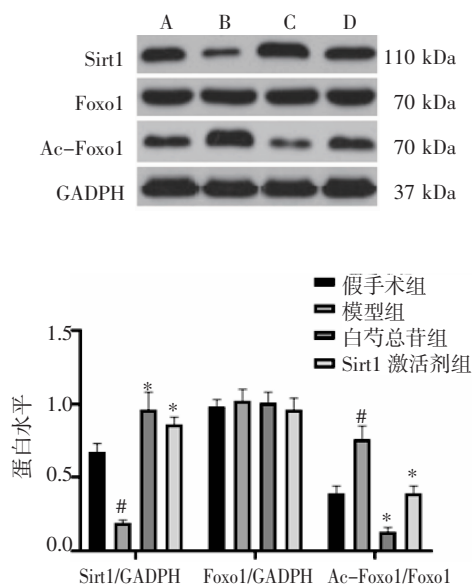 A B C D
Sirt1 110 kDa
Foxo1 70 kDa
Ac-Foxo1 70 kDa
GADPH 37 kDa
假手术组
模型组
白芍总苷组
Sirt1 激活剂组
蛋白水平
1.5
1.0
0.5
0.0
#
*
*
#
*
*
Sirt1/GADPH Foxo1/GADPH Ac-Foxo1/Foxo1